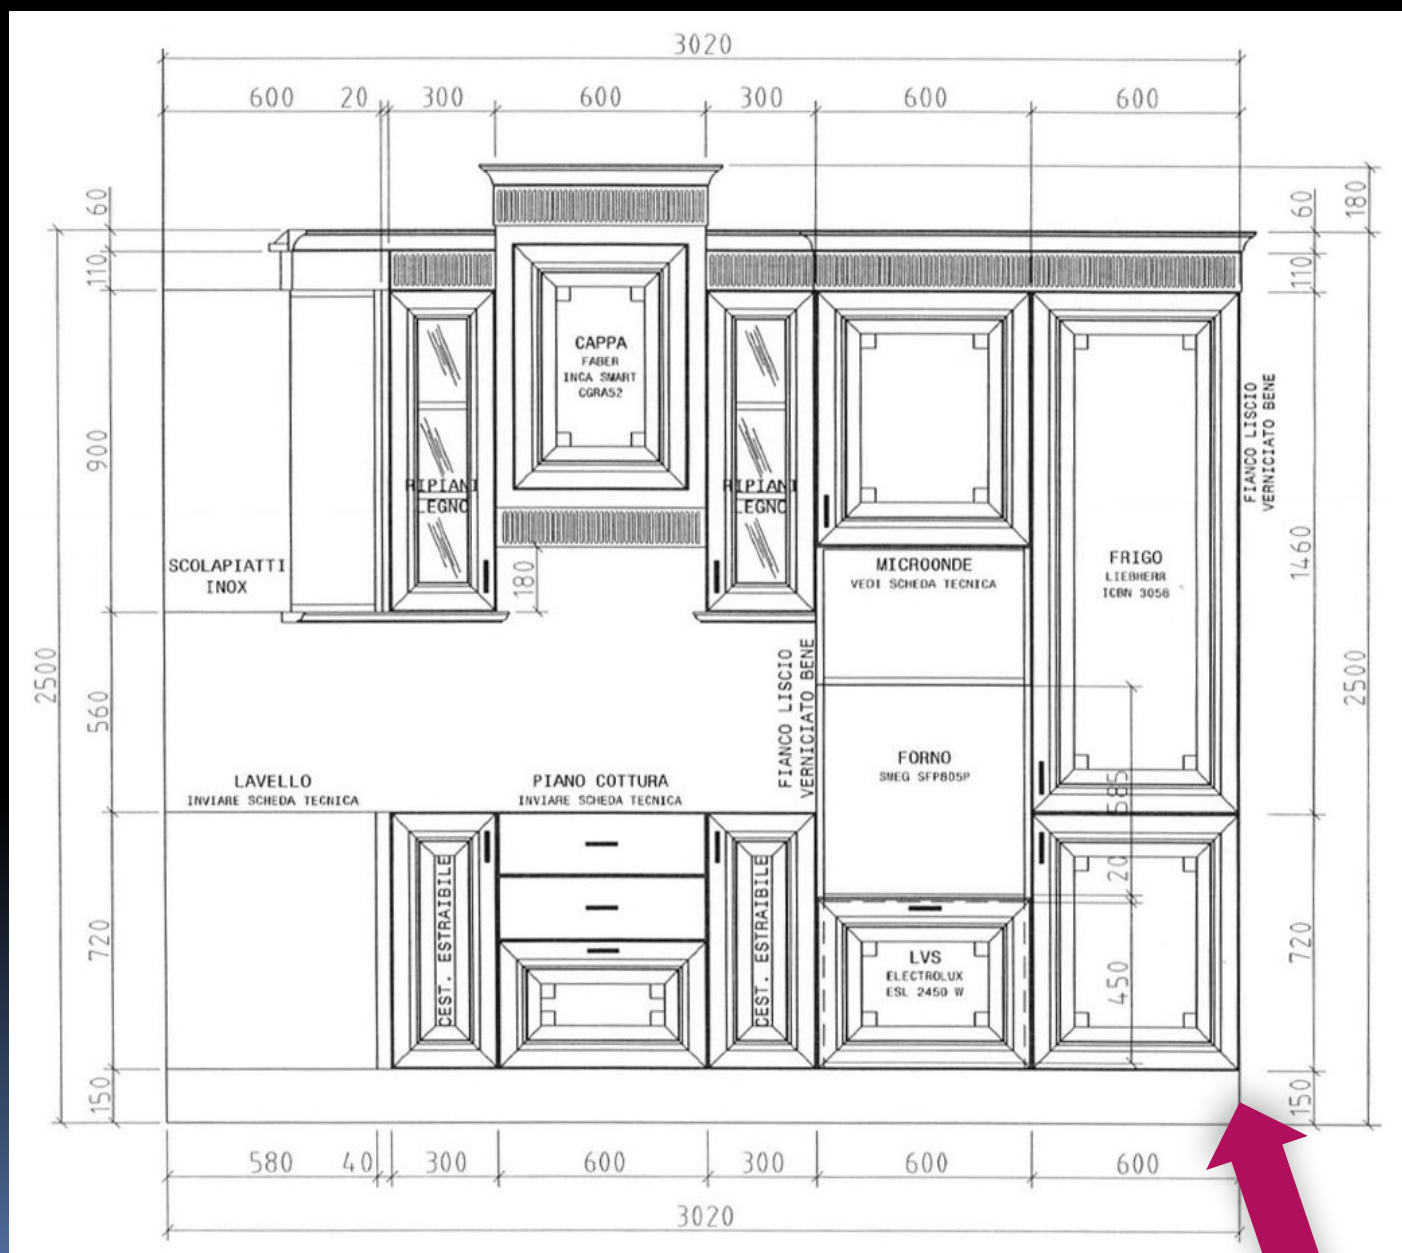 3020
600 20 300 600 300 600 600
60
110
900
560
720
150
2500
60
180
110
1460
720
150
2500
CAPPA
FABER
INCA SMART
CGRA52
RIPIANI
LEGNO
RIPIANI
LEGNO
180
SCOLAPIATTI
INOX
MICROONDE
VEDI SCHEDA TECNICA
FRIGO
LIEBHERR
ICBN 3056
FIANCO LISCIO
VERNICIATO BENE
FIANCO LISCIO
VERNICIATO BENE
LAVELLO
INVIARE SCHEDA TECNICA
PIANO COTTURA
INVIARE SCHEDA TECNICA
FORNO
SMEG SFP805P
585
20
450
CEST. ESTRAIBILE
CEST. ESTRAIBILE
LVS
ELECTROLUX
ESL 2450 W
580 40 300 600 300 600 600
3020